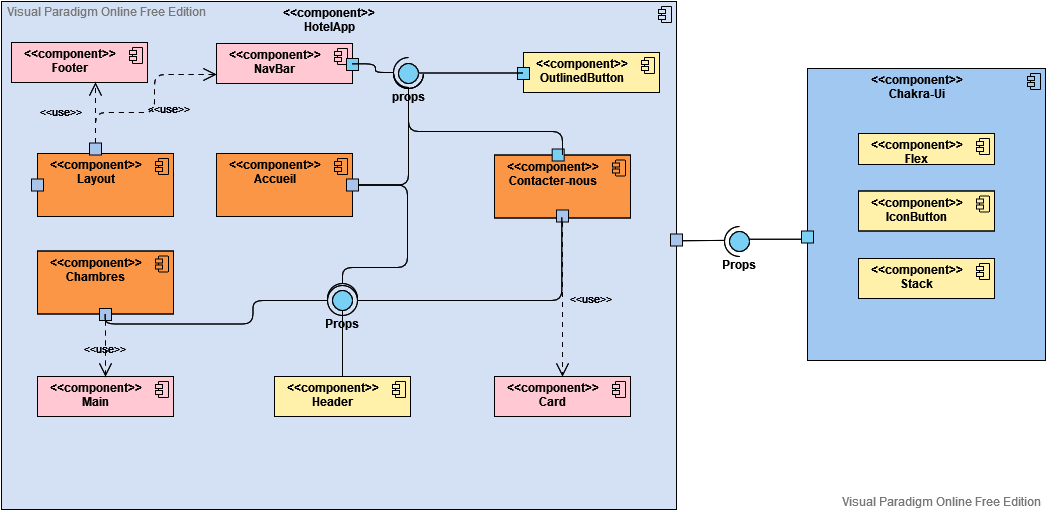 Visual Paradigm Online Free Edition
<<component>>
HotelApp
<<component>>
Footer
<<component>>
NavBar
props
<<component>>
OutlinedButton
<<use>>
<<use>>
<<component>>
Layout
<<component>>
Accueil
<<component>>
Contacter-nous
<<component>>
Chambres
Props
<<use>>
<<use>>
<<component>>
Main
<<component>>
Header
<<component>>
Card
Props
<<component>>
Chakra-Ui
<<component>>
Flex
<<component>>
IconButton
<<component>>
Stack
Visual Paradigm Online Free Edition